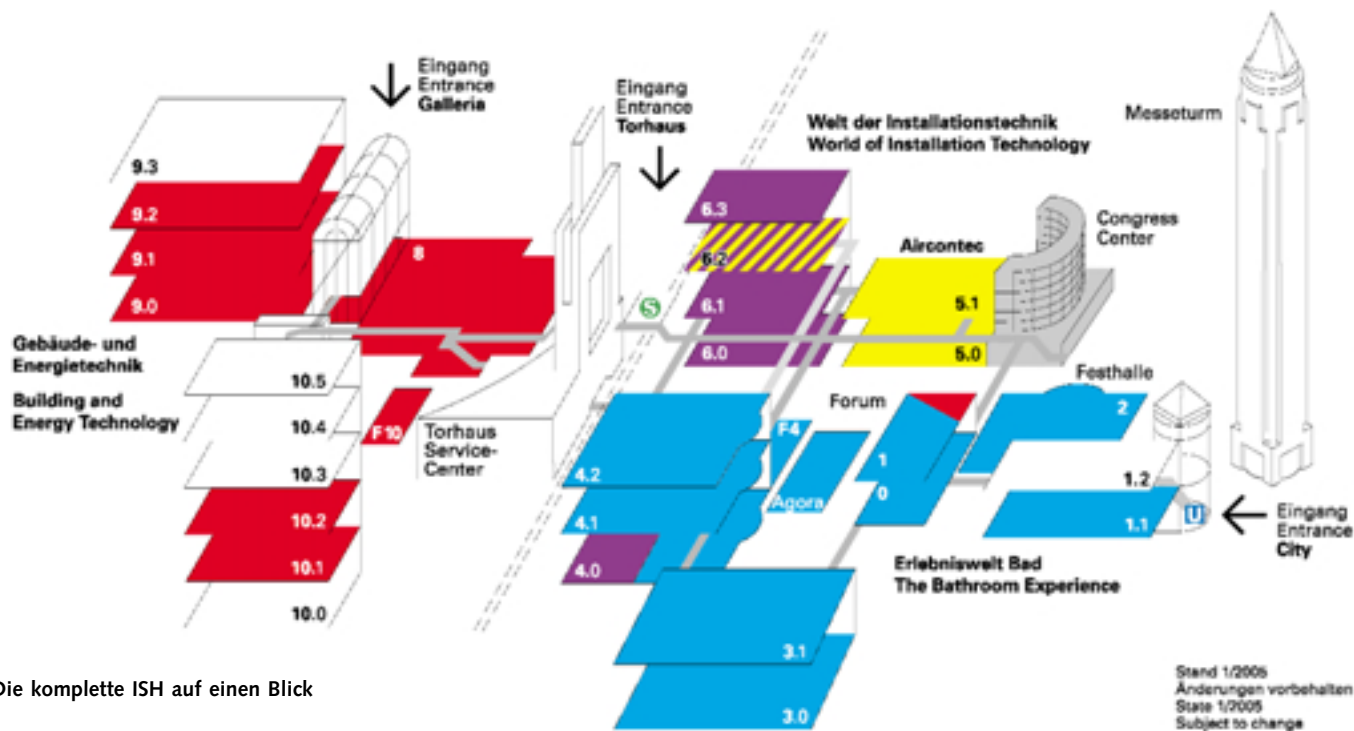 Eingang
Entrance
Galleria
Eingang
Entrance
Torhaus
Welt der Installationstechnik
World of Installation Technology
Messeturm
9.3
9.2
9.1
9.0
8
6.3
6.2
6.1
6.0
Aircontec
5.1
5.0
Congress
Center
S
Gebäude- und
Energietechnik
Building and
Energy Technology
10.5
10.4
10.3
10.2
10.1
10.0
F10
Torhaus
Service-
Center
4.2
4.1
4.0
F4
Agora
Forum
1
0
Festhalle
2
1.2
1.1
U
Eingang
Entrance
City
Erlebniswelt Bad
The Bathroom Experience
3.1
3.0
Die komplette ISH auf einen Blick
Stand 1/2005
Änderungen vorbehalten
State 1/2005
Subject to change